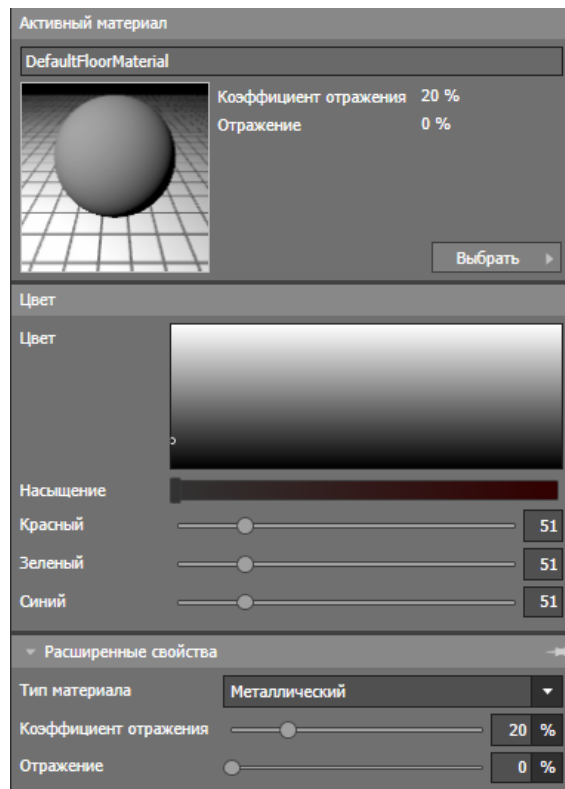 Активный материал
DefaultFloorMaterial
Коэффициент отражения 20 %
Отражение 0 %
Выбрать
Цвет
Цвет
Насыщение
Красный 51
Зеленый 51
Синий 51
Расширенные свойства
Тип материала Металлический
Коэффициент отражения 20 %
Отражение 0 %